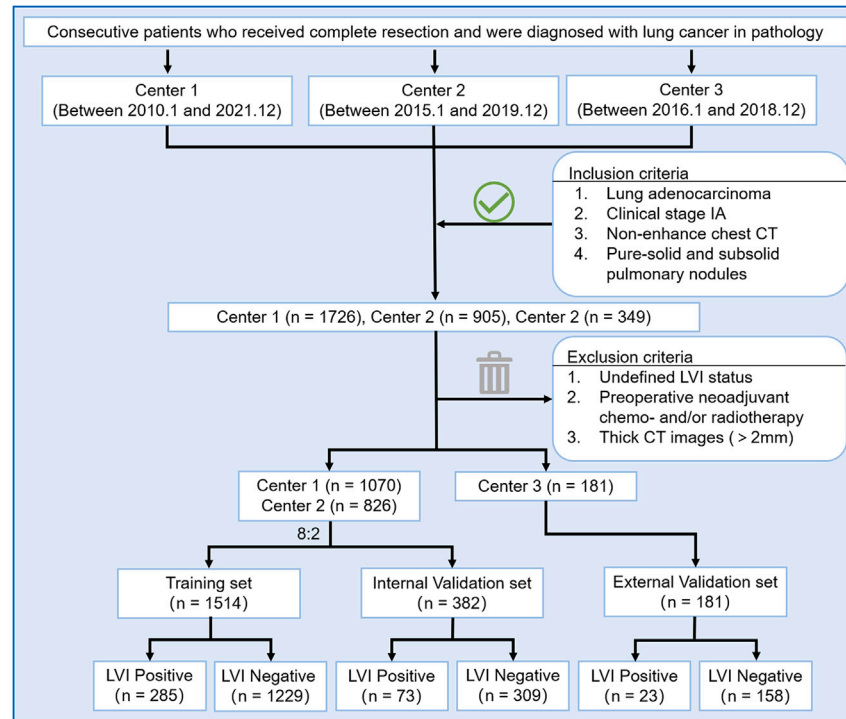 Consecutive patients who received complete resection and were diagnosed with lung cancer in pathology
Center 1
(Between 2010.1 and 2021.12)
Center 2
(Between 2015.1 and 2019.12)
Center 3
(Between 2016.1 and 2018.12)
Inclusion criteria
1. Lung adenocarcinoma
2. Clinical stage IA
3. Non-enhance chest CT
4. Pure-solid and subsolid
pulmonary nodules
Center 1 (n = 1726), Center 2 (n = 905), Center 2 (n = 349)
Exclusion criteria
1. Undefined LVI status
2. Preoperative neoadjuvant
chemo- and/or radiotherapy
3. Thick CT images ( > 2mm)
Center 1 (n = 1070)
Center 2 (n = 826)
Center 3 (n = 181)
8:2
Training set
(n = 1514)
Internal Validation set
(n = 382)
External Validation set
(n = 181)
LVI Positive
(n = 285)
LVI Negative
(n = 1229)
LVI Positive
(n = 73)
LVI Negative
(n = 309)
LVI Positive
(n = 23)
LVI Negative
(n = 158)